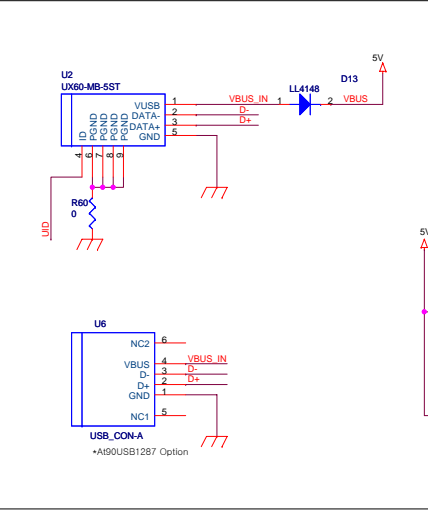 5V
U2
UX60-MB-5ST
LL4148
D13
VUSB
1
VBUS_IN
1
2
VBUS
DATA-
2
D-
DATA+
3
D+
GND
5
ID
PGND
PGND
PGND
PGND
4
6
7
8
9
R60
0
UID
5V
U6
NC2
6
VBUS
4
VBUS_IN
D-
3
D-
D+
2
D+
GND
1
NC1
5
USB_CON-A
*At90USB1287 Option